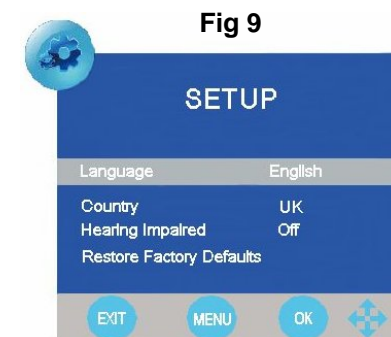 Fig 9
SETUP
Language English
Country UK
Hearing Impaired Off
Restore Factory Defaults
EXIT MENU OK